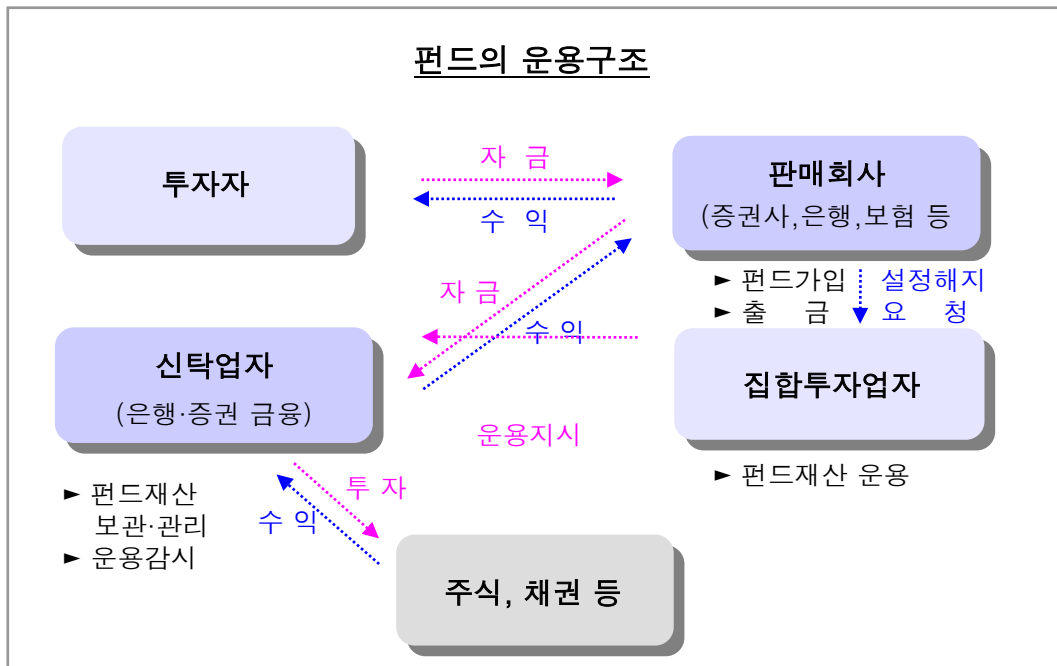 펀드의 운용구조
투자자
자 금
수 익
판매회사
(증권사,은행,보험 등
► 펀드가입
► 출 금
설정해지
요 청
자 금
수 익
신탁업자
(은행·증권 금융)
집합투자업자
운용지시
► 펀드재산 운용
► 펀드재산
보관·관리
► 운용감시
투 자
수 익
주식, 채권 등